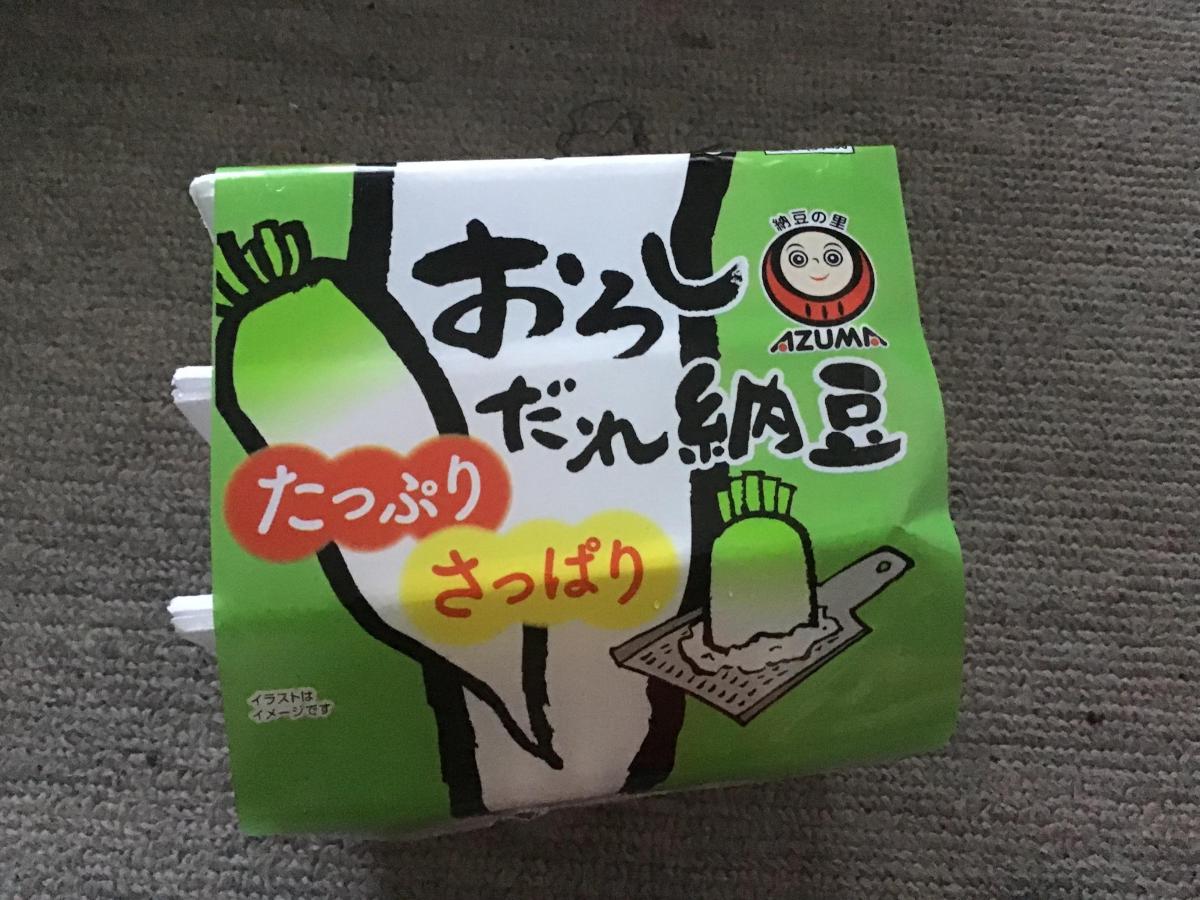 納豆の里
AZUMA
おろし
だれ納豆
たっぷり
さっぱり
イラストは
イメージです